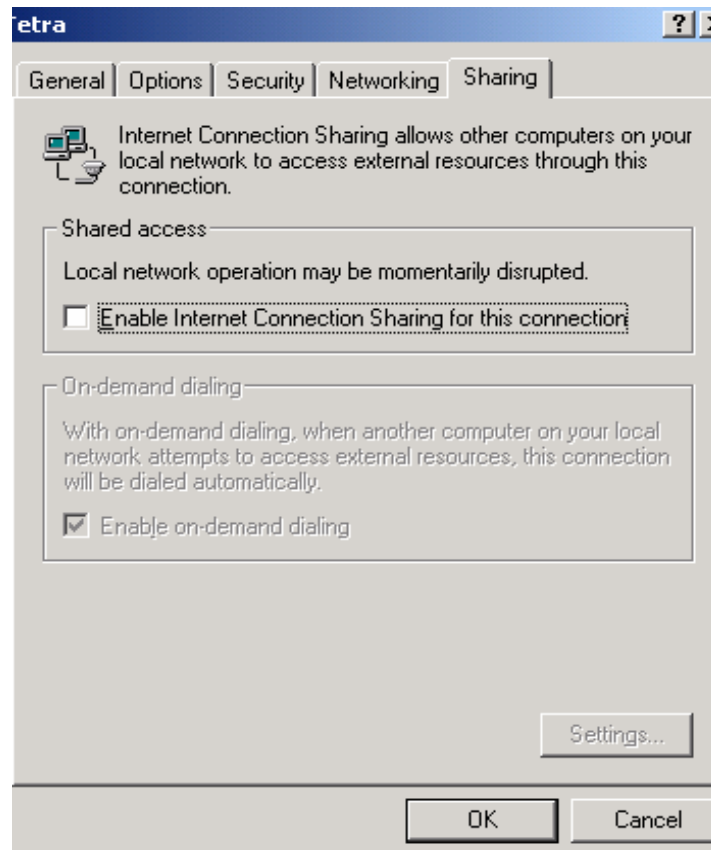 Tetra
General Options Security Networking Sharing
Internet Connection Sharing allows other computers on your
local network to access external resources through this
connection.
Shared access
Local network operation may be momentarily disrupted.
Enable Internet Connection Sharing for this connection
On-demand dialing
With on-demand dialing, when another computer on your local
network attempts to access external resources, this connection
will be dialed automatically.
Enable on-demand dialing
Settings...
OK Cancel